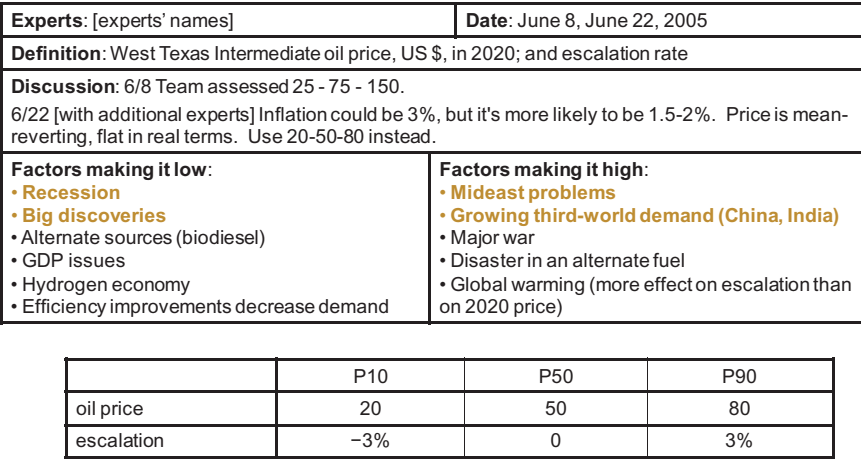 Experts: [experts' names] Date: June 8, June 22, 2005
Definition: West Texas Intermediate oil price, US $, in 2020; and escalation rate
Discussion: 6/8 Team assessed 25 - 75 - 150.
6/22 [with additional experts] Inflation could be 3%, but it's more likely to be 1.5-2%. Price is mean-
reverting, flat in real terms. Use 20-50-80 instead.
Factors making it low:
• Recession
• Big discoveries
• Alternate sources (biodiesel)
• GDP issues
• Hydrogen economy
• Efficiency improvements decrease demand
Factors making it high:
• Mideast problems
• Growing third-world demand (China, India)
• Major war
• Disaster in an alternate fuel
• Global warming (more effect on escalation than
on 2020 price)
P10 P50 P90
oil price 20 50 80
escalation −3% 0 3%